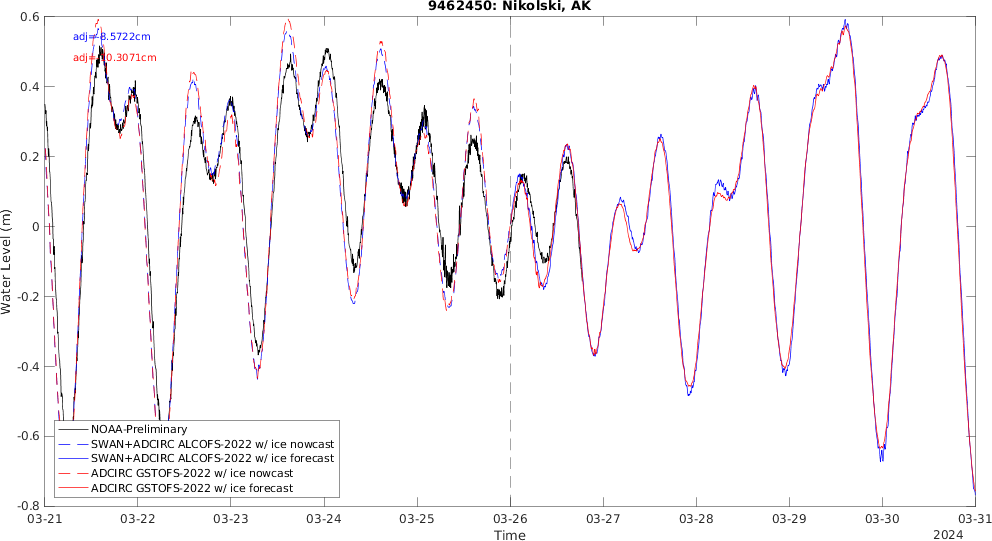 9462450: Nikolski, AK
adj=-8.5722cm
adj=-10.3071cm
Water Level (m)
0.6
0.4
0.2
0
-0.2
-0.4
-0.6
-0.8
NOAA-Preliminary
SWAN+ADCIRC ALCOFS-2022 w/ ice nowcast
SWAN+ADCIRC ALCOFS-2022 w/ ice forecast
ADCIRC GSTOFS-2022 w/ ice nowcast
ADCIRC GSTOFS-2022 w/ ice forecast
03-21 03-22 03-23 03-24 03-25 03-26 03-27 03-28 03-29 03-30 03-31
Time
2024